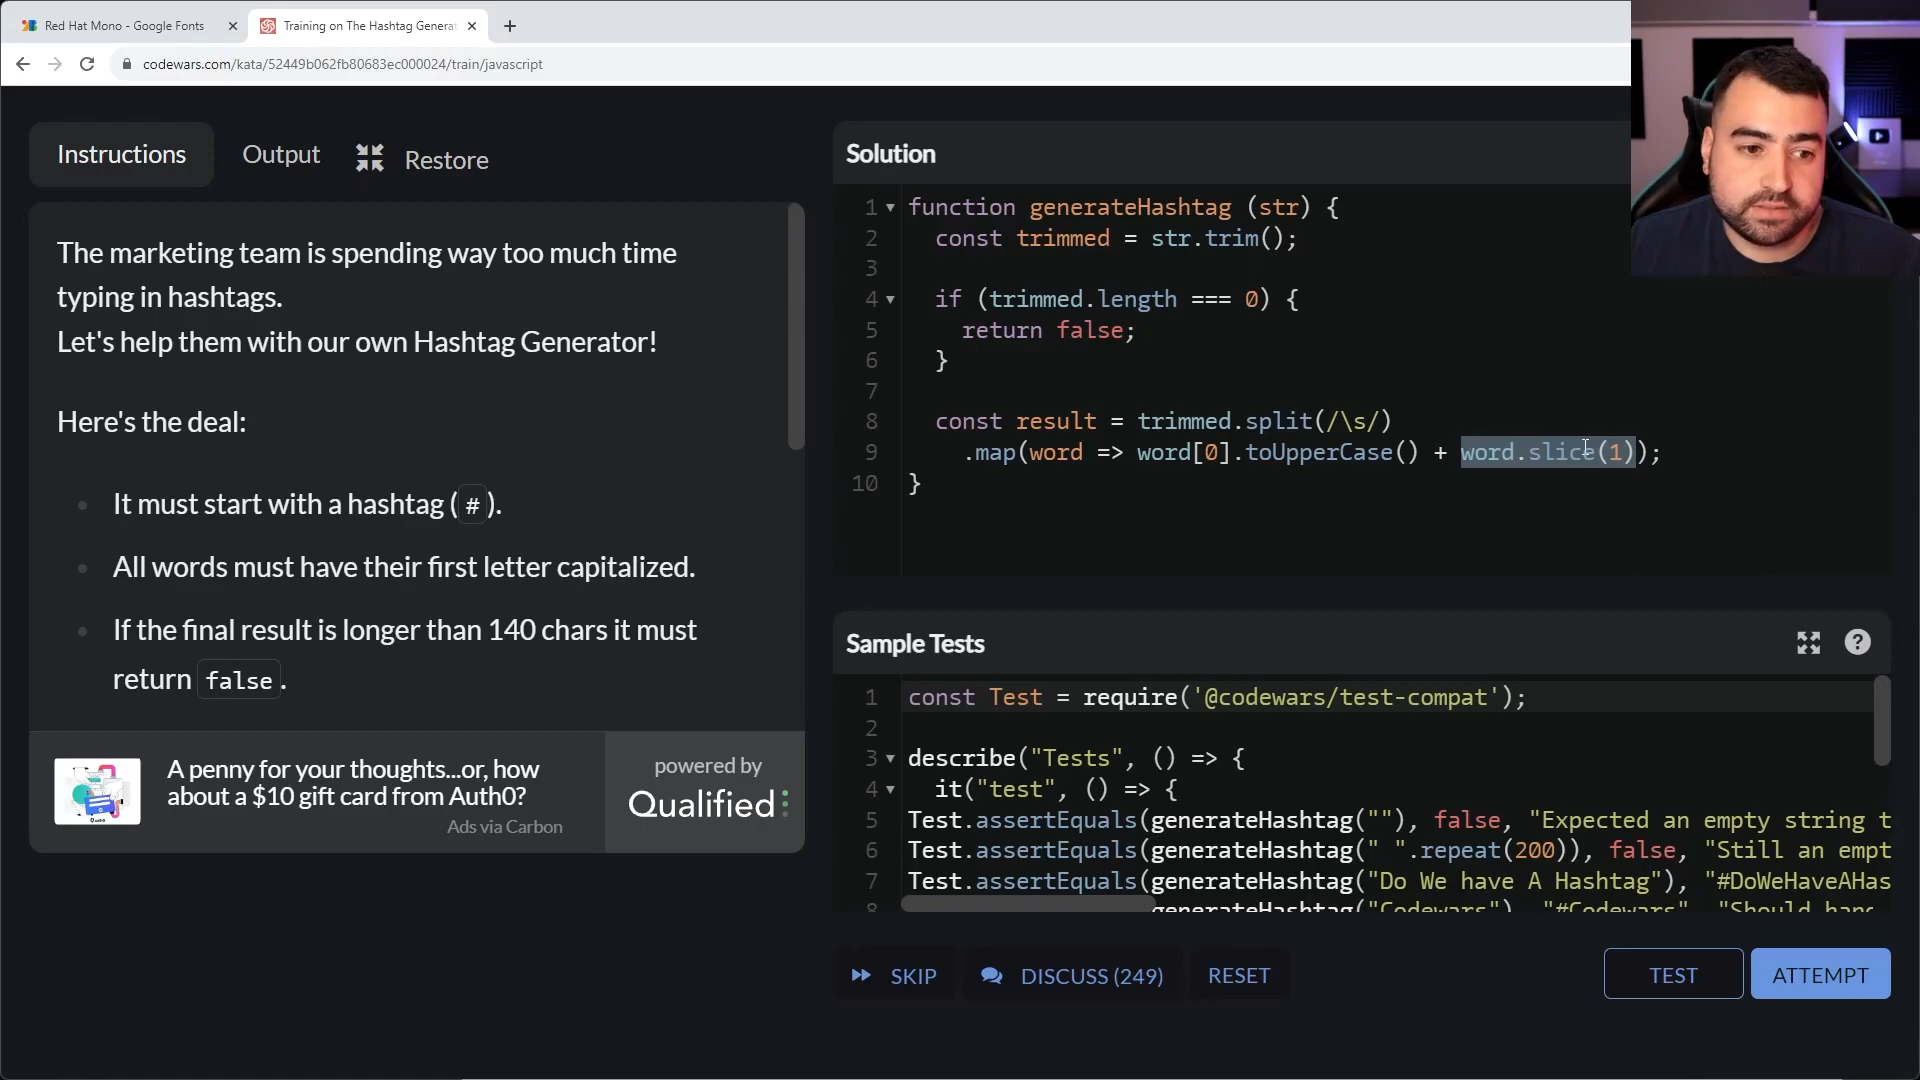 Red Hat Mono - Google Fonts
Training on The Hashtag Generat
codewars.com/kata/52449b062fb80683ec000024/train/javascript
Instructions
Output
Restore
The marketing team is spending way too much time
typing in hashtags.
Let's help them with our own Hashtag Generator!
Here's the deal:
It must start with a hashtag ( # ).
All words must have their first letter capitalized.
If the final result is longer than 140 chars it must
return false .
A penny for your thoughts...or, how
about a $10 gift card from Auth0?
Ads via Carbon
powered by
Qualified
Solution
1 function generateHashtag (str) {
2 const trimmed = str.trim();
3
4 if (trimmed.length === 0) {
5 return false;
6 }
7
8 const result = trimmed.split(/\s/)
9 .map(word => word[0].toUpperCase() + word.slice(1));
10 }
Sample Tests
?
1 const Test = require('@codewars/test-compat');
2
3 describe("Tests", () => {
4 it("test", () => {
5 Test.assertEquals(generateHashtag(""), false, "Expected an empty string t
6 Test.assertEquals(generateHashtag(" ".repeat(200)), false, "Still an empt
7 Test.assertEquals(generateHashtag("Do We have A Hashtag"), "#DoWeHaveAHas
8 generateHashtag("Codewars"), "#Codewars", "Should han
SKIP
DISCUSS (249)
RESET
TEST
ATTEMPT